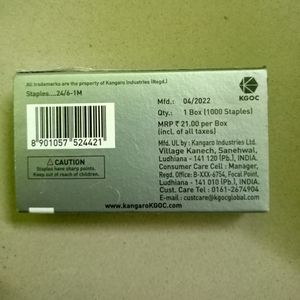 All trademarks are the property of Kangaro Industries (Regd.)
Staples....24/6-1M
8 901057 524421
CAUTION
Staples have sharp points.
Keep out of reach of children.
www.kangaroKGOC.com
KGOC
Mfd.: 04/2022
Qty.: 1 Box (1000 Staples)
MRP ₹ 21.00 per Box
(incl. of all taxes)
Mfd. UL by : Kangaro Industries Ltd.
Village Kanech, Sanehwal,
Ludhiana - 141 120 (Pb.), INDIA
Consumer Care Cell : Manager,
Regd. Office: B-XXX-6754, Focal Point,
Ludhiana - 141 010 (Pb.), INDIA.
Cust. Care Tel : 0161-2674904
E-mail : custcare@kgocglobal.com